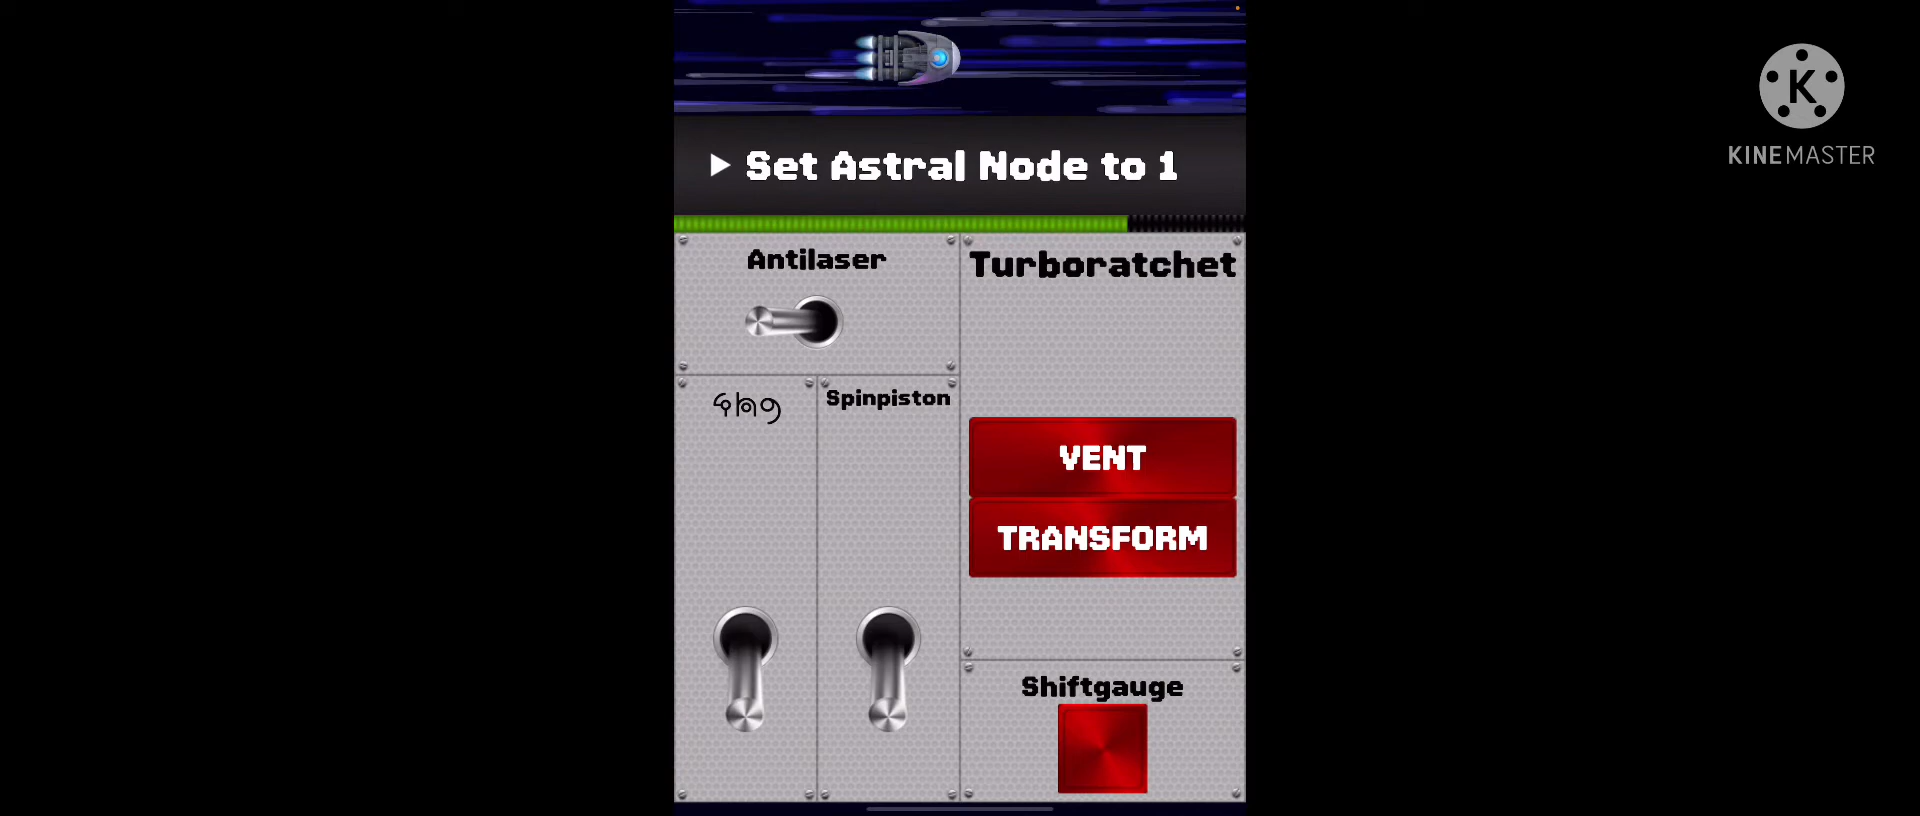 Set Astral Node to 1
Antilaser
Turboratchet
Spinpiston
VENT
TRANSFORM
Shiftgauge
K
KINEMASTER